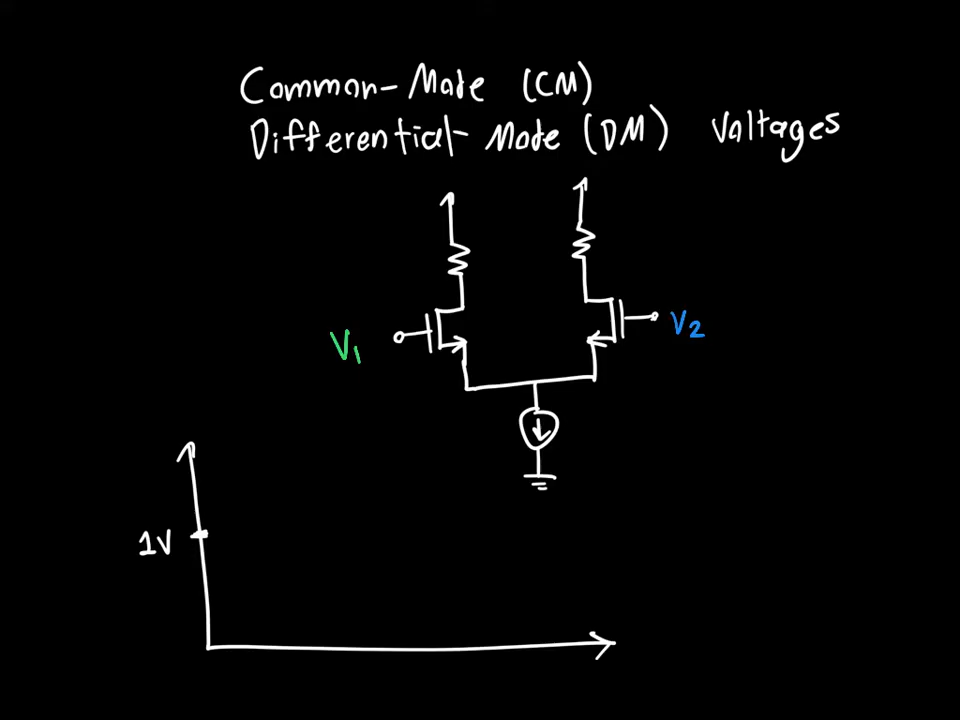 Common-Mode (CM)
Differential-Mode (DM) Voltages
V1
V2
1V